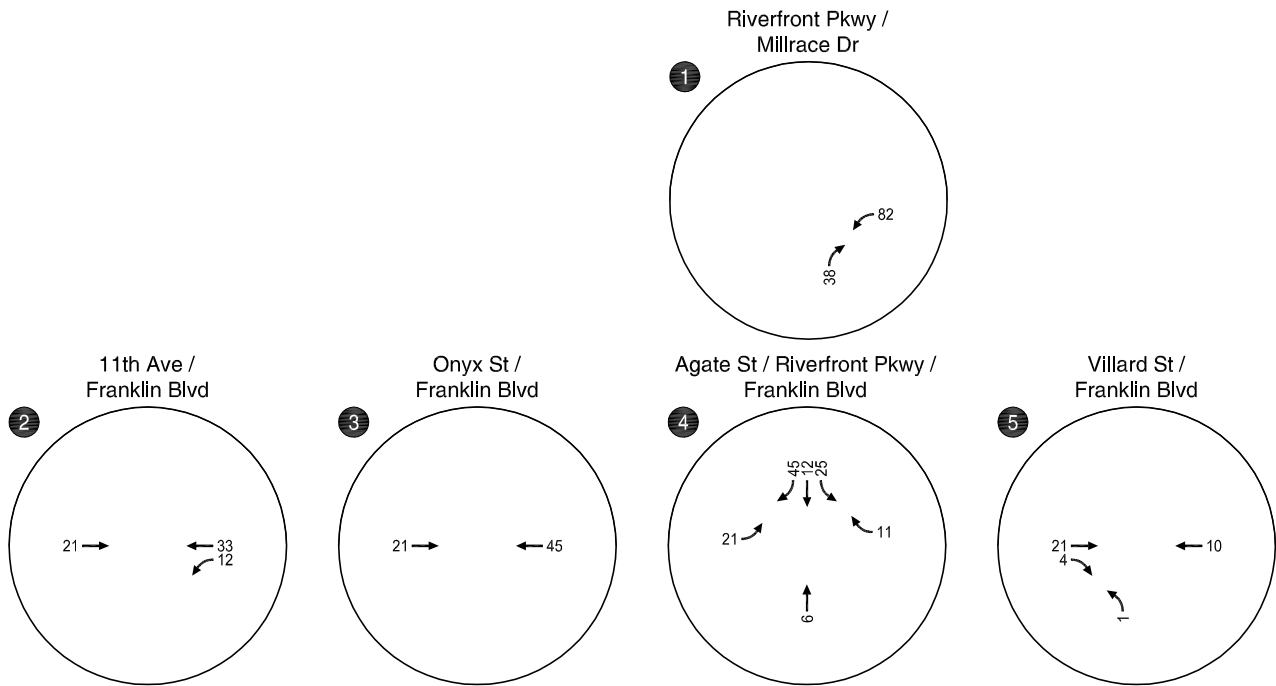 Riverfront Pkwy /
Millrace Dr
1
82
38
11th Ave /
Franklin Blvd
2
21
33
12
Onyx St /
Franklin Blvd
3
21
45
Agate St / Riverfront Pkwy /
Franklin Blvd
4
45
12
25
21
11
6
Villard St /
Franklin Blvd
5
21
4
10
1